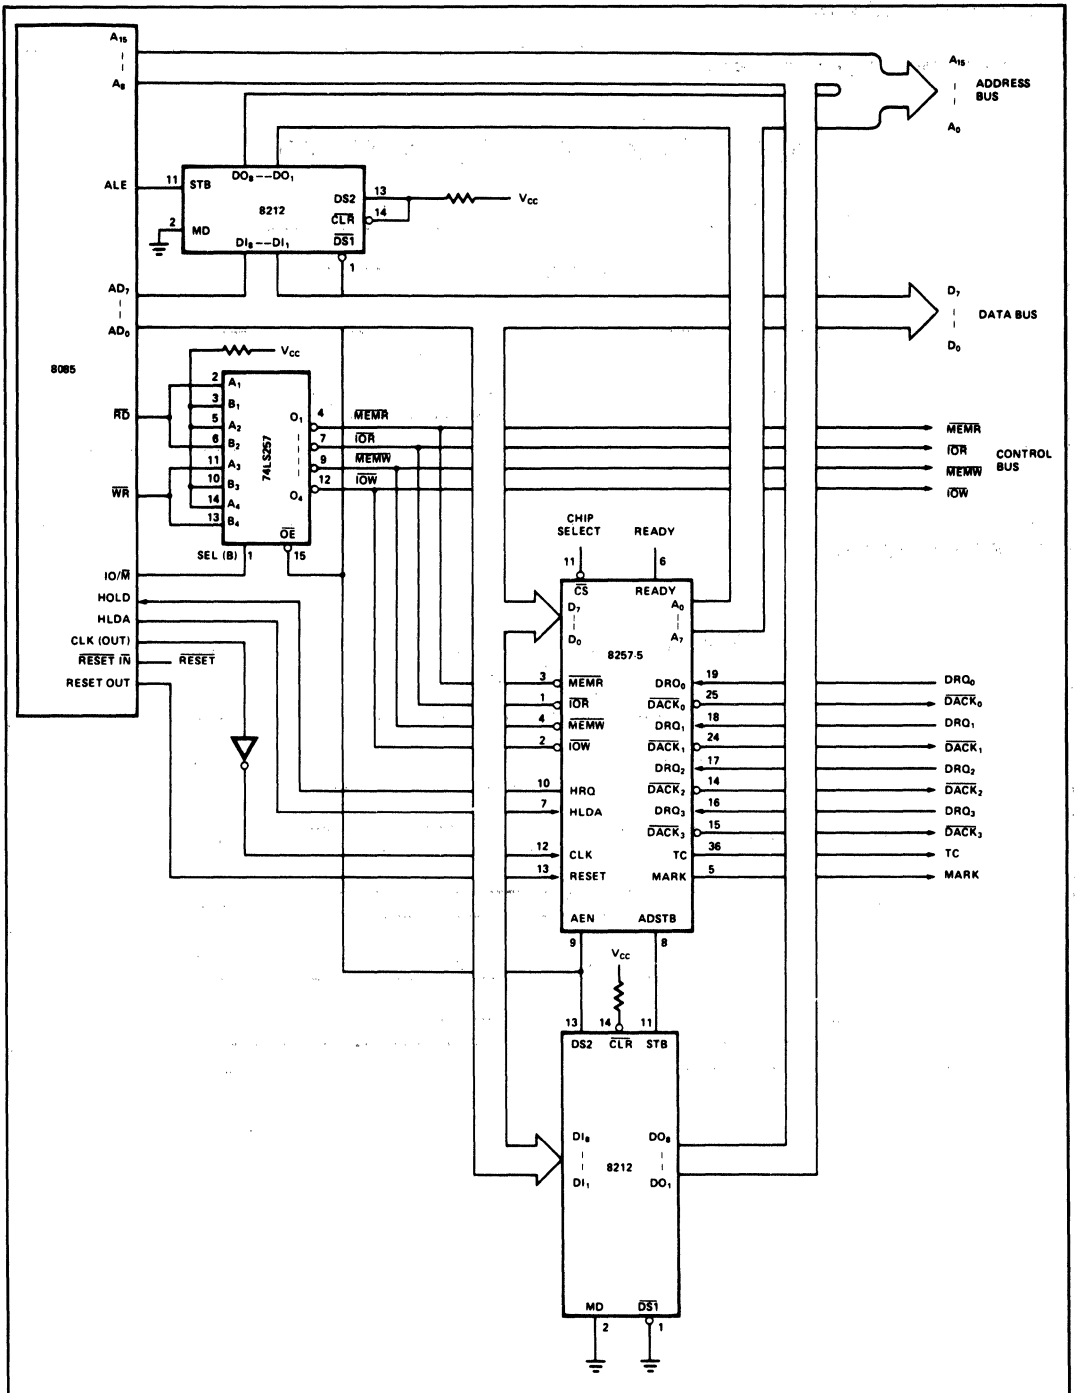 A15
A8
A15
ADDRESS
BUS
A0
ALE
11
STB
DO8--DO1
DS2
13
VCC
8212
CLR
14
2
MD
DI8--DI1
DS1
1
AD7
AD0
D7
DATA BUS
D0
8085
VCC
RD
WR
2
A1
3
B1
5
A2
6
B2
11
A3
10
B3
14
A4
13
B4
74LS257
O1
O4
OE
4
MEMR
7
IOR
9
MEMW
12
IOW
MEMR
IOR
CONTROL
BUS
MEMW
IOW
SEL (B)
1
15
IO/M
HOLD
HLDA
CLK (OUT)
RESET IN
RESET
RESET OUT
CHIP
SELECT
READY
11
6
CS
READY
D7
D0
A0
A7
8257-5
3
MEMR
1
IOR
4
MEMW
2
IOW
10
HRQ
7
HLDA
12
CLK
13
RESET
DRQ0
19
DRQ0
DACK0
25
DACK0
DRQ1
18
DRQ1
DACK1
24
DACK1
DRQ2
17
DRQ2
DACK2
14
DACK2
DRQ3
16
DRQ3
DACK3
15
DACK3
TC
36
TC
MARK
5
MARK
AEN
ADSTB
9
8
VCC
13
14
11
DS2
CLR
STB
DI8
DO8
8212
DI1
DO1
MD
DS1
2
1